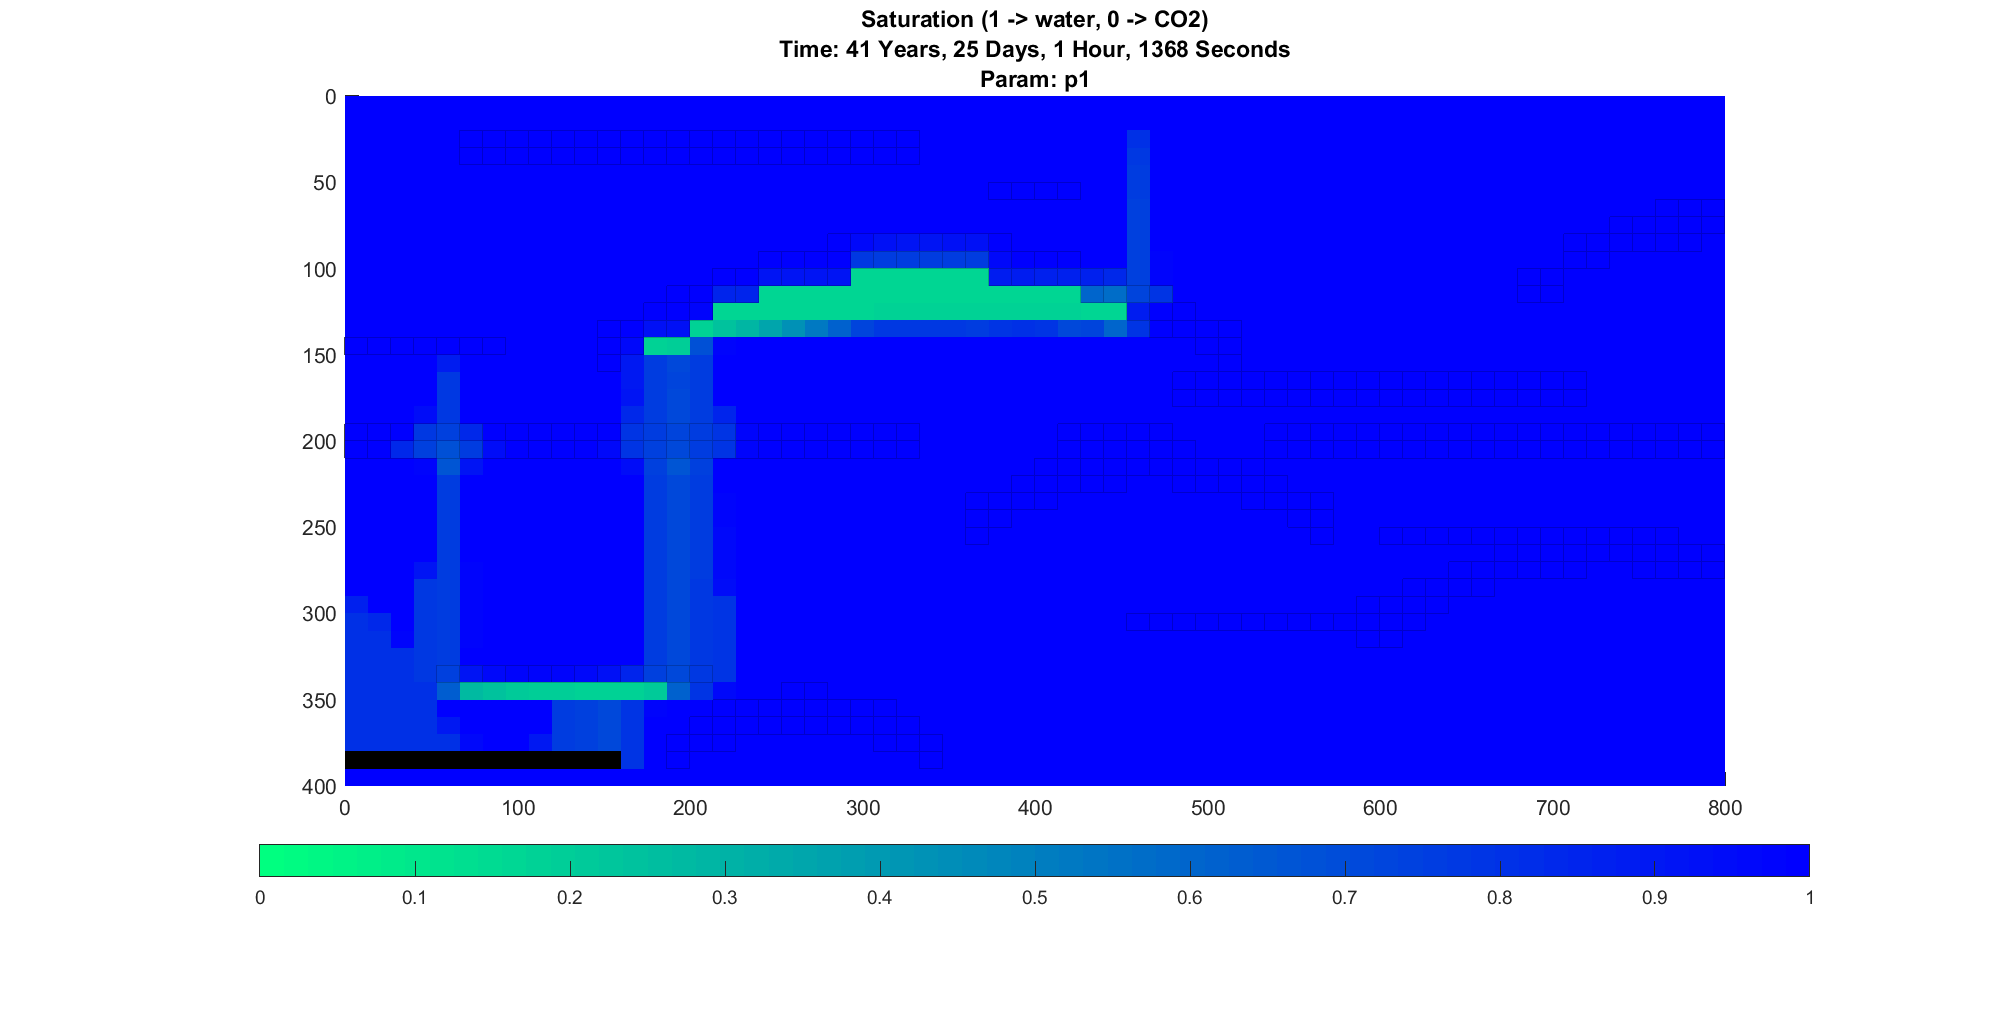 Saturation (1 -> water, 0 -> CO2)
Time: 41 Years, 25 Days, 1 Hour, 1368 Seconds
Param: p1
0
50
100
150
200
250
300
350
400
0 100 200 300 400 500 600 700 800
0 0.1 0.2 0.3 0.4 0.5 0.6 0.7 0.8 0.9 1